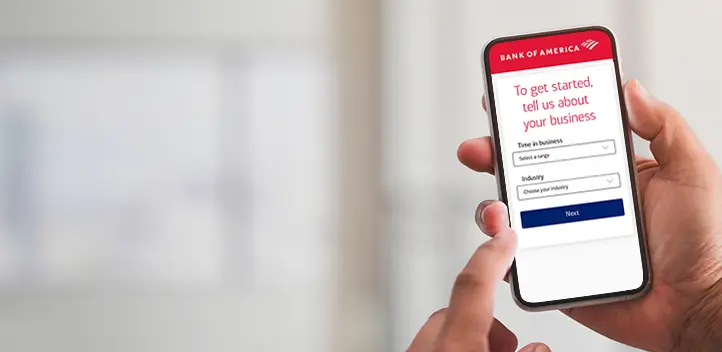 BANK OF AMERICA
To get started,
tell us about
your business
Time in business
Select a range
Industry
Choose your industry
Next